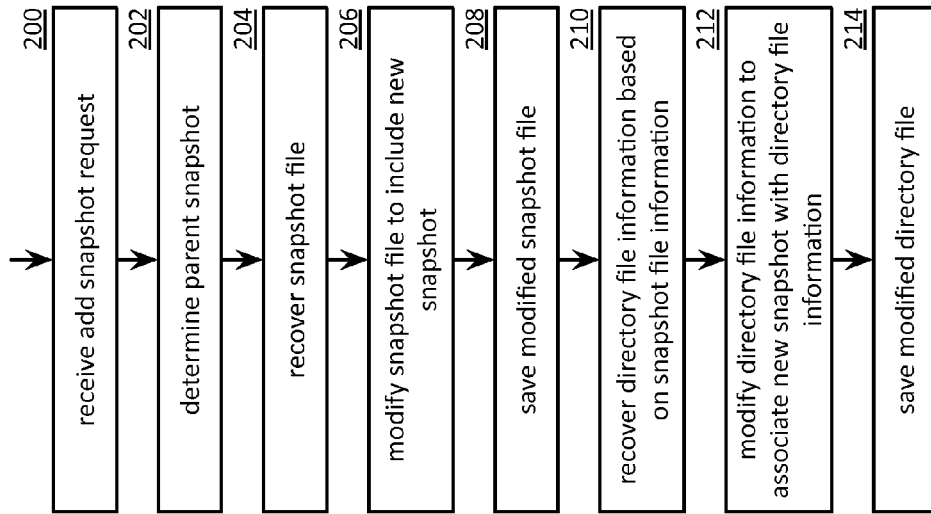 200
receive add snapshot request
202
determine parent snapshot
204
recover snapshot file
206
modify snapshot file to include new
snapshot
208
save modified snapshot file
210
recover directory file information based
on snapshot file information
212
modify directory file information to
associate new snapshot with directory file
information
214
save modified directory file